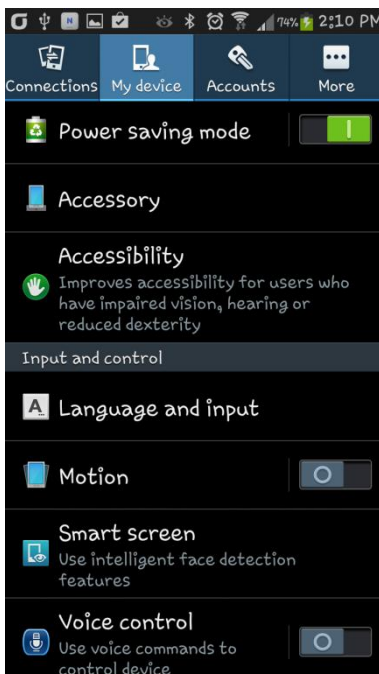 74% 2:10 PM
Connections My device Accounts More
Power saving mode
Accessory
Accessibility
Improves accessibility for users who
have impaired vision, hearing or
reduced dexterity
Input and control
A Language and input
Motion
Smart screen
Use intelligent face detection
features
Voice control
Use voice commands to
control device